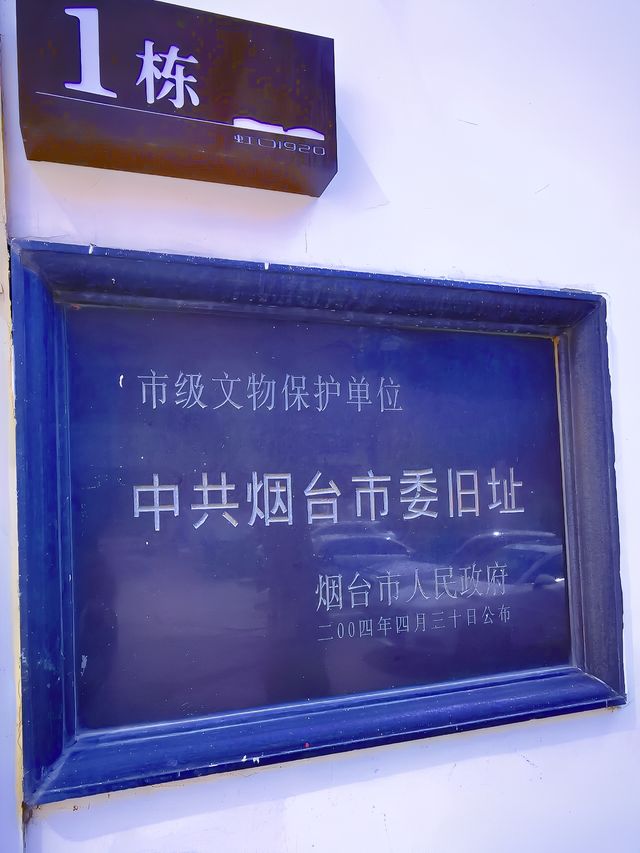 1栋
虹口1920
市级文物保护单位
中共烟台市委旧址
烟台市人民政府
二00四年四月三十日公布